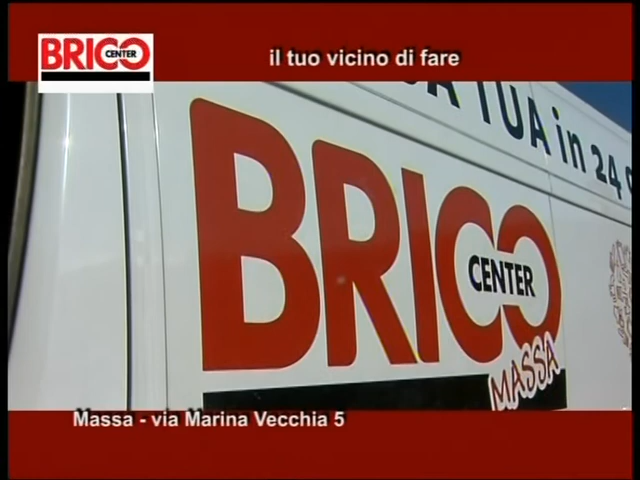 BRICO
CENTER
il tuo vicino di fare
TUA in 24
BRICO
CENTER
MASSA
Massa - via Marina Vecchia 5